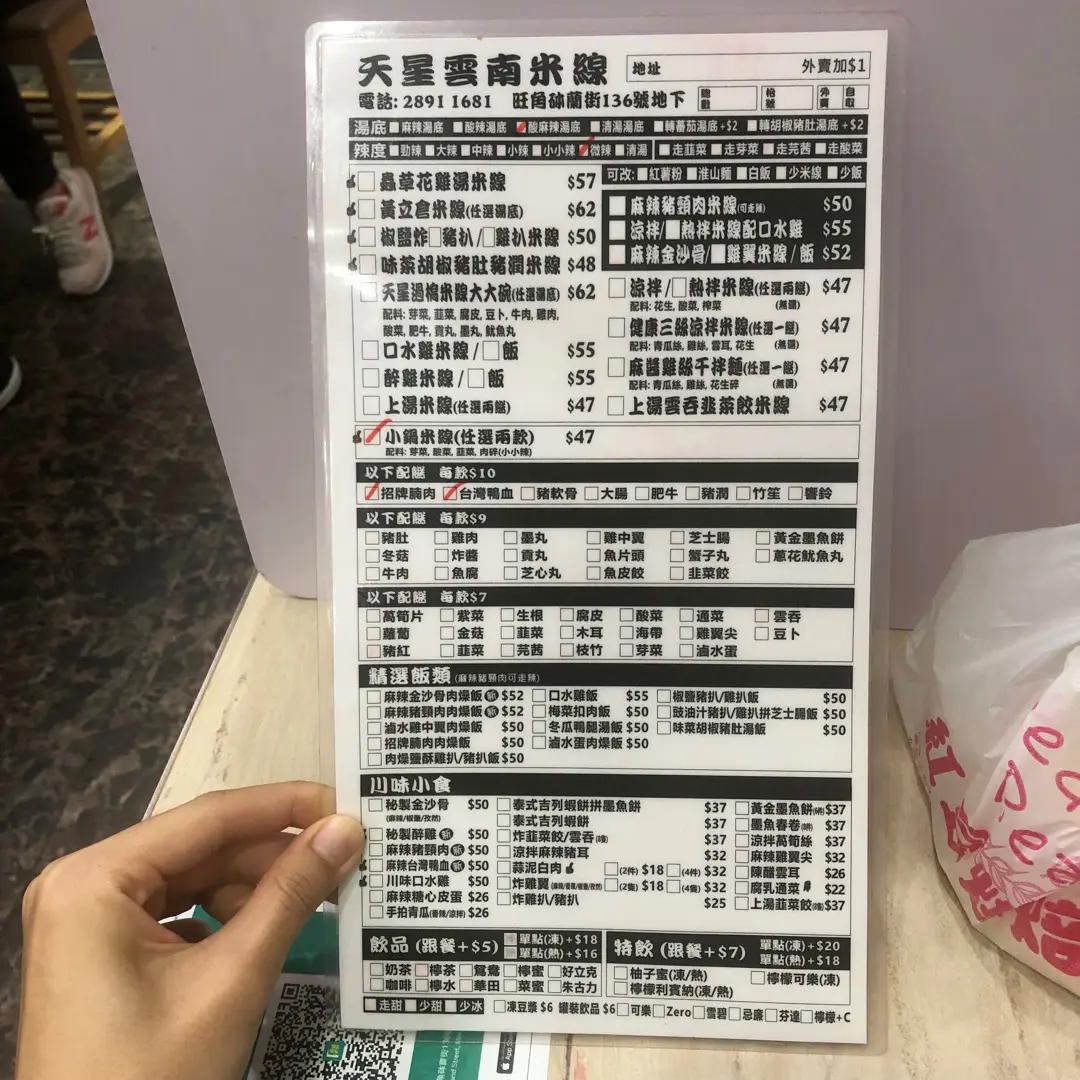 天星雲南米線
地址 外賣加$1
電話: 2891 1681 旺角砵蘭街136號地下
總數 枱號 外賣 自取
湯底 麻辣湯底 酸辣湯底 酸麻辣湯底 清湯湯底 轉蕃茄湯底+$2 轉胡椒豬肚湯底+$2
辣度 勁辣 大辣 中辣 小辣 小小辣 微辣 清湯 走韮菜 走芽菜 走芫茜 走酸菜
可改: 紅薯粉 淮山麵 白飯 少米線 少飯
蟲草花雞湯米線 $57
黃立倉米線(任選湯底) $62
椒鹽炸 豬扒/ 雞扒米線 $50
味菜胡椒豬肚豬潤米線 $48
天星過橋米線大大碗(任選湯底) $62
配料: 芽菜, 韮菜, 腐皮, 豆卜, 牛肉, 雞肉,
酸菜, 肥牛, 貢丸, 墨丸, 魷魚丸
口水雞米線/ 飯 $55
醉雞米線/ 飯 $55
上湯米線(任選兩餸) $47
麻辣豬頸肉米線(可走辣) $50
涼拌/ 熱拌米線配口水雞 $55
麻辣金沙骨/ 雞翼米線/飯 $52
涼拌/ 熱拌米線(任選兩餸) $47
配料: 花生, 酸菜, 榨菜 (無湯)
健康三絲涼拌米線(任選一餸) $47
配料: 青瓜絲, 雞絲, 雲耳, 花生 (無湯)
麻醬雞絲千拌麵(任選一餸) $47
配料: 青瓜絲, 雞絲, 花生碎 (無湯)
上湯雲吞韭菜餃米線 $47
小鍋米線(任選兩款) $47
配料: 芽菜, 酸菜, 韮菜, 肉碎(小小辣)
以下配餸 每款$10
招牌腩肉 台灣鴨血 豬軟骨 大腸 肥牛 豬潤 竹笙 響鈴
以下配餸 每款$9
豬肚 雞肉 墨丸 雞中翼 芝士腸 黃金墨魚餅
冬菇 炸醬 貢丸 魚片頭 蟹子丸 蔥花魷魚丸
牛肉 魚腐 芝心丸 魚皮餃 韭菜餃
以下配餸 每款$7
萵筍片 紫菜 生根 腐皮 酸菜 通菜 雲吞
蘿蔔 金菇 韮菜 木耳 海帶 雞翼尖 豆卜
豬紅 韮菜 芫茜 枝竹 芽菜 滷水蛋
精選飯類 (麻辣豬頸肉可走辣)
麻辣金沙骨肉燥飯 $52 口水雞飯 $55 椒鹽豬扒/雞扒飯 $50
麻辣豬頸肉肉燥飯 $52 梅菜扣肉飯 $50 豉油汁豬扒/雞扒拼芝士腸飯 $50
滷水雞中翼肉燥飯 $50 冬瓜鴨腿湯飯 $50 味菜胡椒豬肚湯飯 $50
招牌腩肉肉燥飯 $50 滷水蛋肉燥飯 $50
肉燥鹽酥雞扒/豬扒飯 $50
川味小食
秘製金沙骨 $50 泰式吉列蝦餅拼墨魚餅 $37 黃金墨魚餅 $37
(麻辣/椒鹽/孜然) 泰式吉列蝦餅 $37 墨魚春卷 $37
秘製醉雞 $50 炸韮菜餃/雲吞 $37 涼拌萵筍絲 $37
麻辣豬頸肉 $50 涼拌麻辣豬耳 $32 麻辣雞翼尖 $32
麻辣台灣鴨血 $50 蒜泥白肉 (2件) $18 (4件) $32 陳醋雲耳 $26
川味口水雞 $50 炸雞翼 (2隻) $18 (4隻) $32 腐乳通菜 $22
麻辣糖心皮蛋 $26 炸雞扒/豬扒 $25 上湯韮菜餃 $37
手拍青瓜(香辣/涼拌) $26
飲品 (跟餐+$5) 單點(凍)+$18 單點(熱)+$16
奶茶 檸茶 鴛鴦 檸蜜 好立克
咖啡 檸水 華田 菜蜜 朱古力
特飲 (跟餐+$7) 單點(凍)+$20 單點(熱)+$18
柚子蜜(凍/熱) 檸檬可樂(凍)
檸檬利賓納(凍/熱)
走甜 少甜 少冰 凍豆漿 $6 罐裝飲品 $6 可樂 Zero 雪碧 忌廉 芬達 檸檬+C